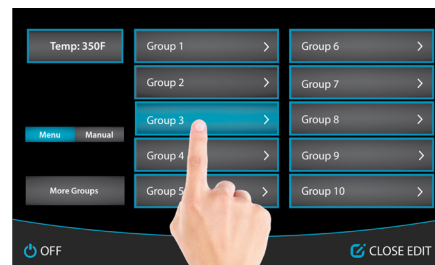 Temp: 350F
Group 1
Group 6
Group 2
Group 7
Group 3
Group 8
Menu Manual
Group 4
Group 9
More Groups
Group 5
Group 10
OFF
CLOSE EDIT